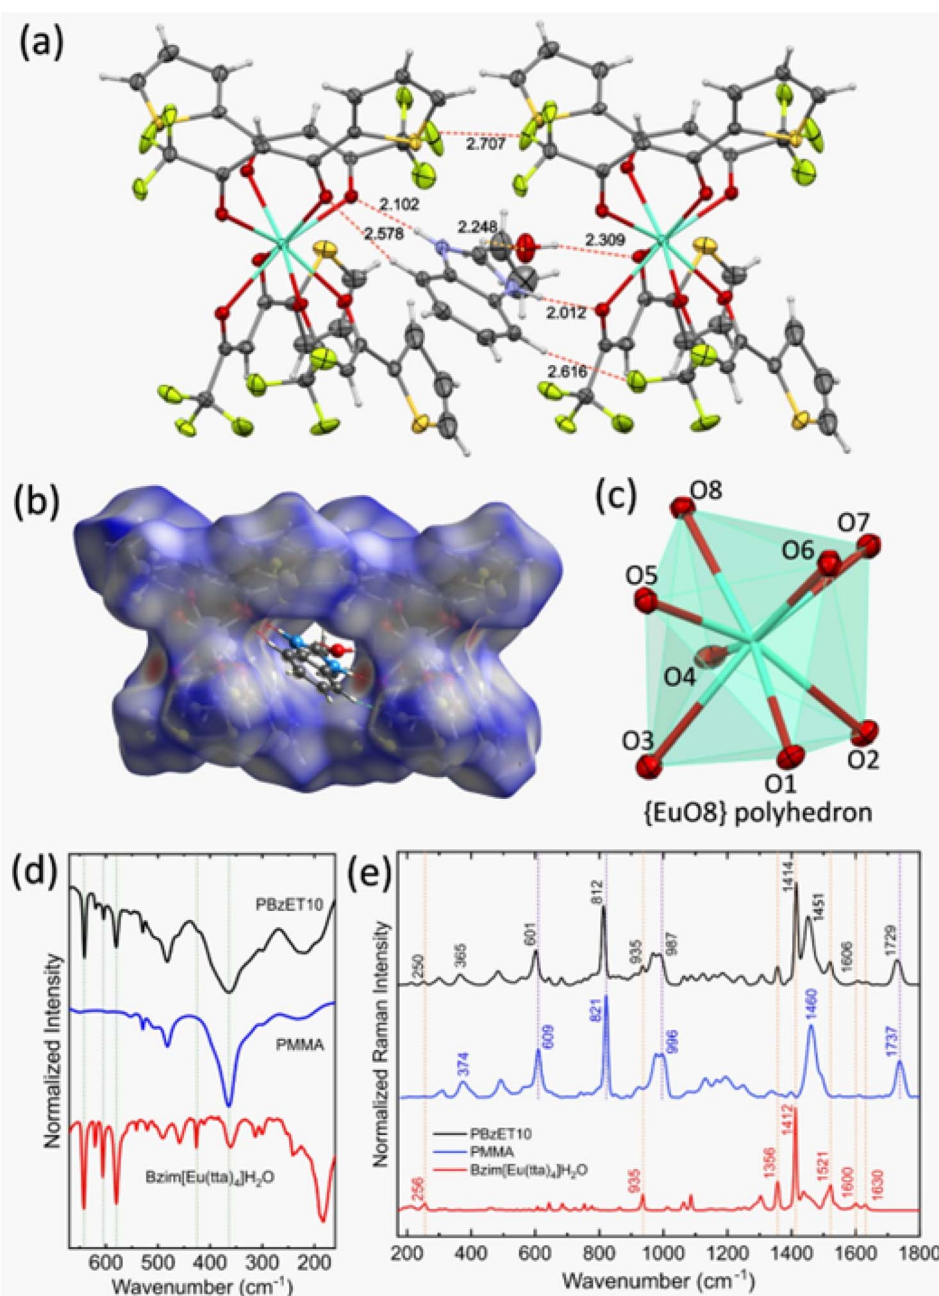 (a)
2.707
2.102
2.578
2.248
2.309
2.012
2.616
(b)
(c)
O8
O7
O6
O5
O4
O3
O2
O1
{EuO8} polyhedron
(d)
PBzET10
PMMA
Bzim[Eu(tta)₄]H₂O
Normalized Intensity
600 500 400 300 200
Wavenumber (cm⁻¹)
(e)
250 365 601 812 935 987 1414 1451 1606 1729
374 609 821 996 1460 1737
PBzET10
PMMA
Bzim[Eu(tta)₄]H₂O
256 935 1356 1412 1521 1600 1630
Normalized Raman Intensity
200 400 600 800 1000 1200 1400 1600 1800
Wavenumber (cm⁻¹)